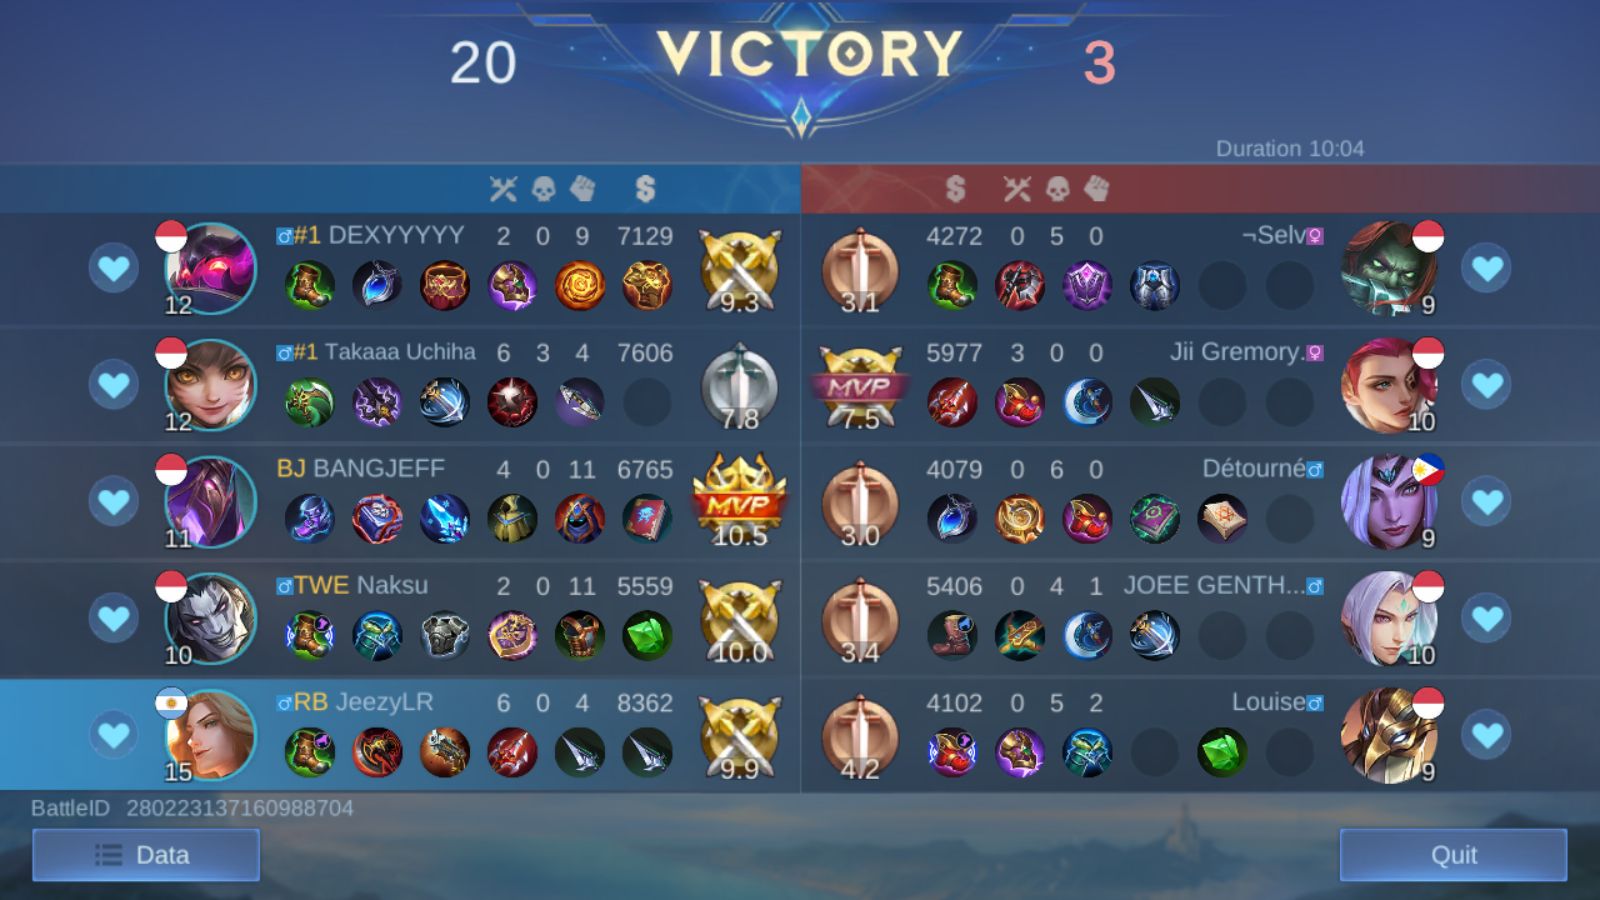 20 VICTORY 3
Duration 10:04
#1 DEXYYYYY 2 0 9 7129
12 9.3
4272 0 5 0 ¬Selv
3.1 9
#1 Takaaa Uchiha 6 3 4 7606
12 7.8
5977 3 0 0 Jii Gremory.
MVP 7.5 10
BJ BANGJEFF 4 0 11 6765
11 MVP 10.5
4079 0 6 0 Détourné
3.0 9
TWE Naksu 2 0 11 5559
10 10.0
5406 0 4 1 JOEE GENTH...
3.4 10
RB JeezyLR 6 0 4 8362
15 9.9
4102 0 5 2 Louise
4.2 9
BattleID 280223137160988704
Data
Quit